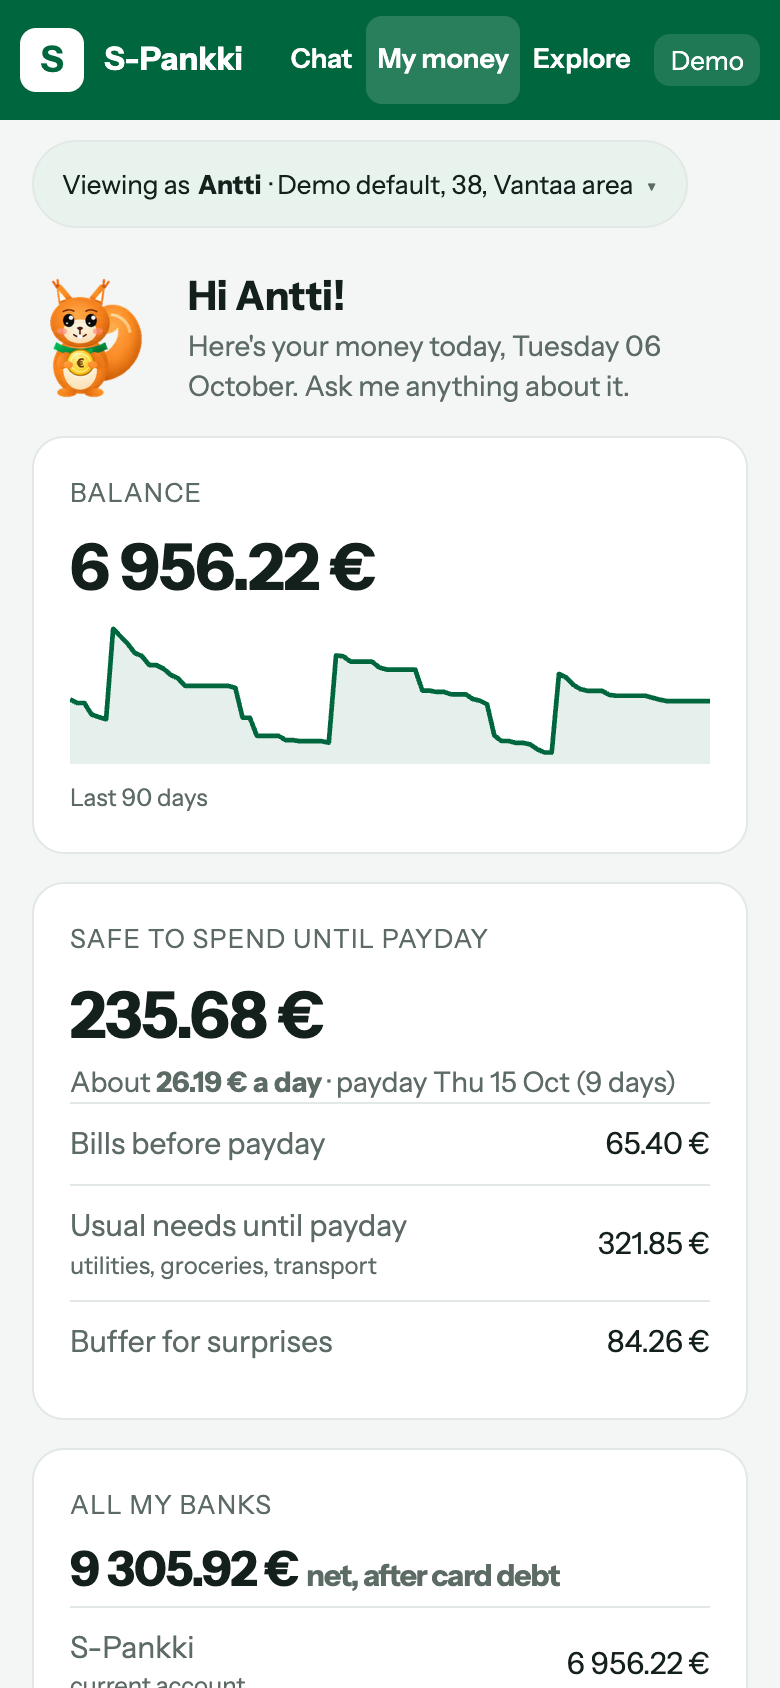 S S-Pankki Chat My money Explore Demo
Viewing as Antti · Demo default, 38, Vantaa area ▾
Hi Antti!
Here's your money today, Tuesday 06
October. Ask me anything about it.
BALANCE
6 956.22 €
Last 90 days
SAFE TO SPEND UNTIL PAYDAY
235.68 €
About 26.19 € a day · payday Thu 15 Oct (9 days)
Bills before payday 65.40 €
Usual needs until payday 321.85 €
utilities, groceries, transport
Buffer for surprises 84.26 €
ALL MY BANKS
9 305.92 € net, after card debt
S-Pankki 6 956.22 €
current account